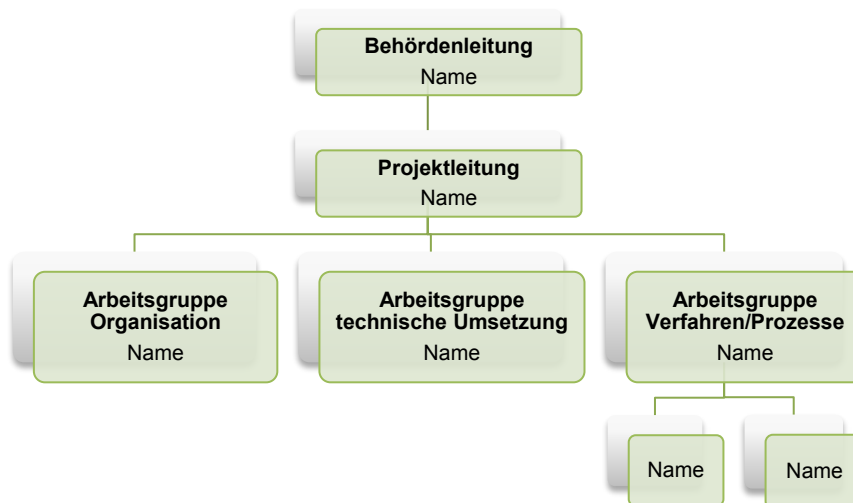 Behördenleitung
Name
Projektleitung
Name
Arbeitsgruppe
Organisation
Name
Arbeitsgruppe
technische Umsetzung
Name
Arbeitsgruppe
Verfahren/Prozesse
Name
Name
Name